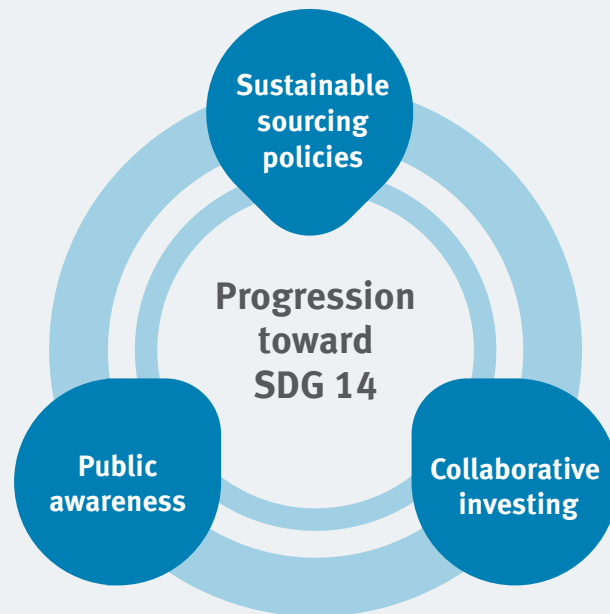 Sustainable
sourcing
policies
Progression
toward
SDG 14
Public
awareness
Collaborative
investing